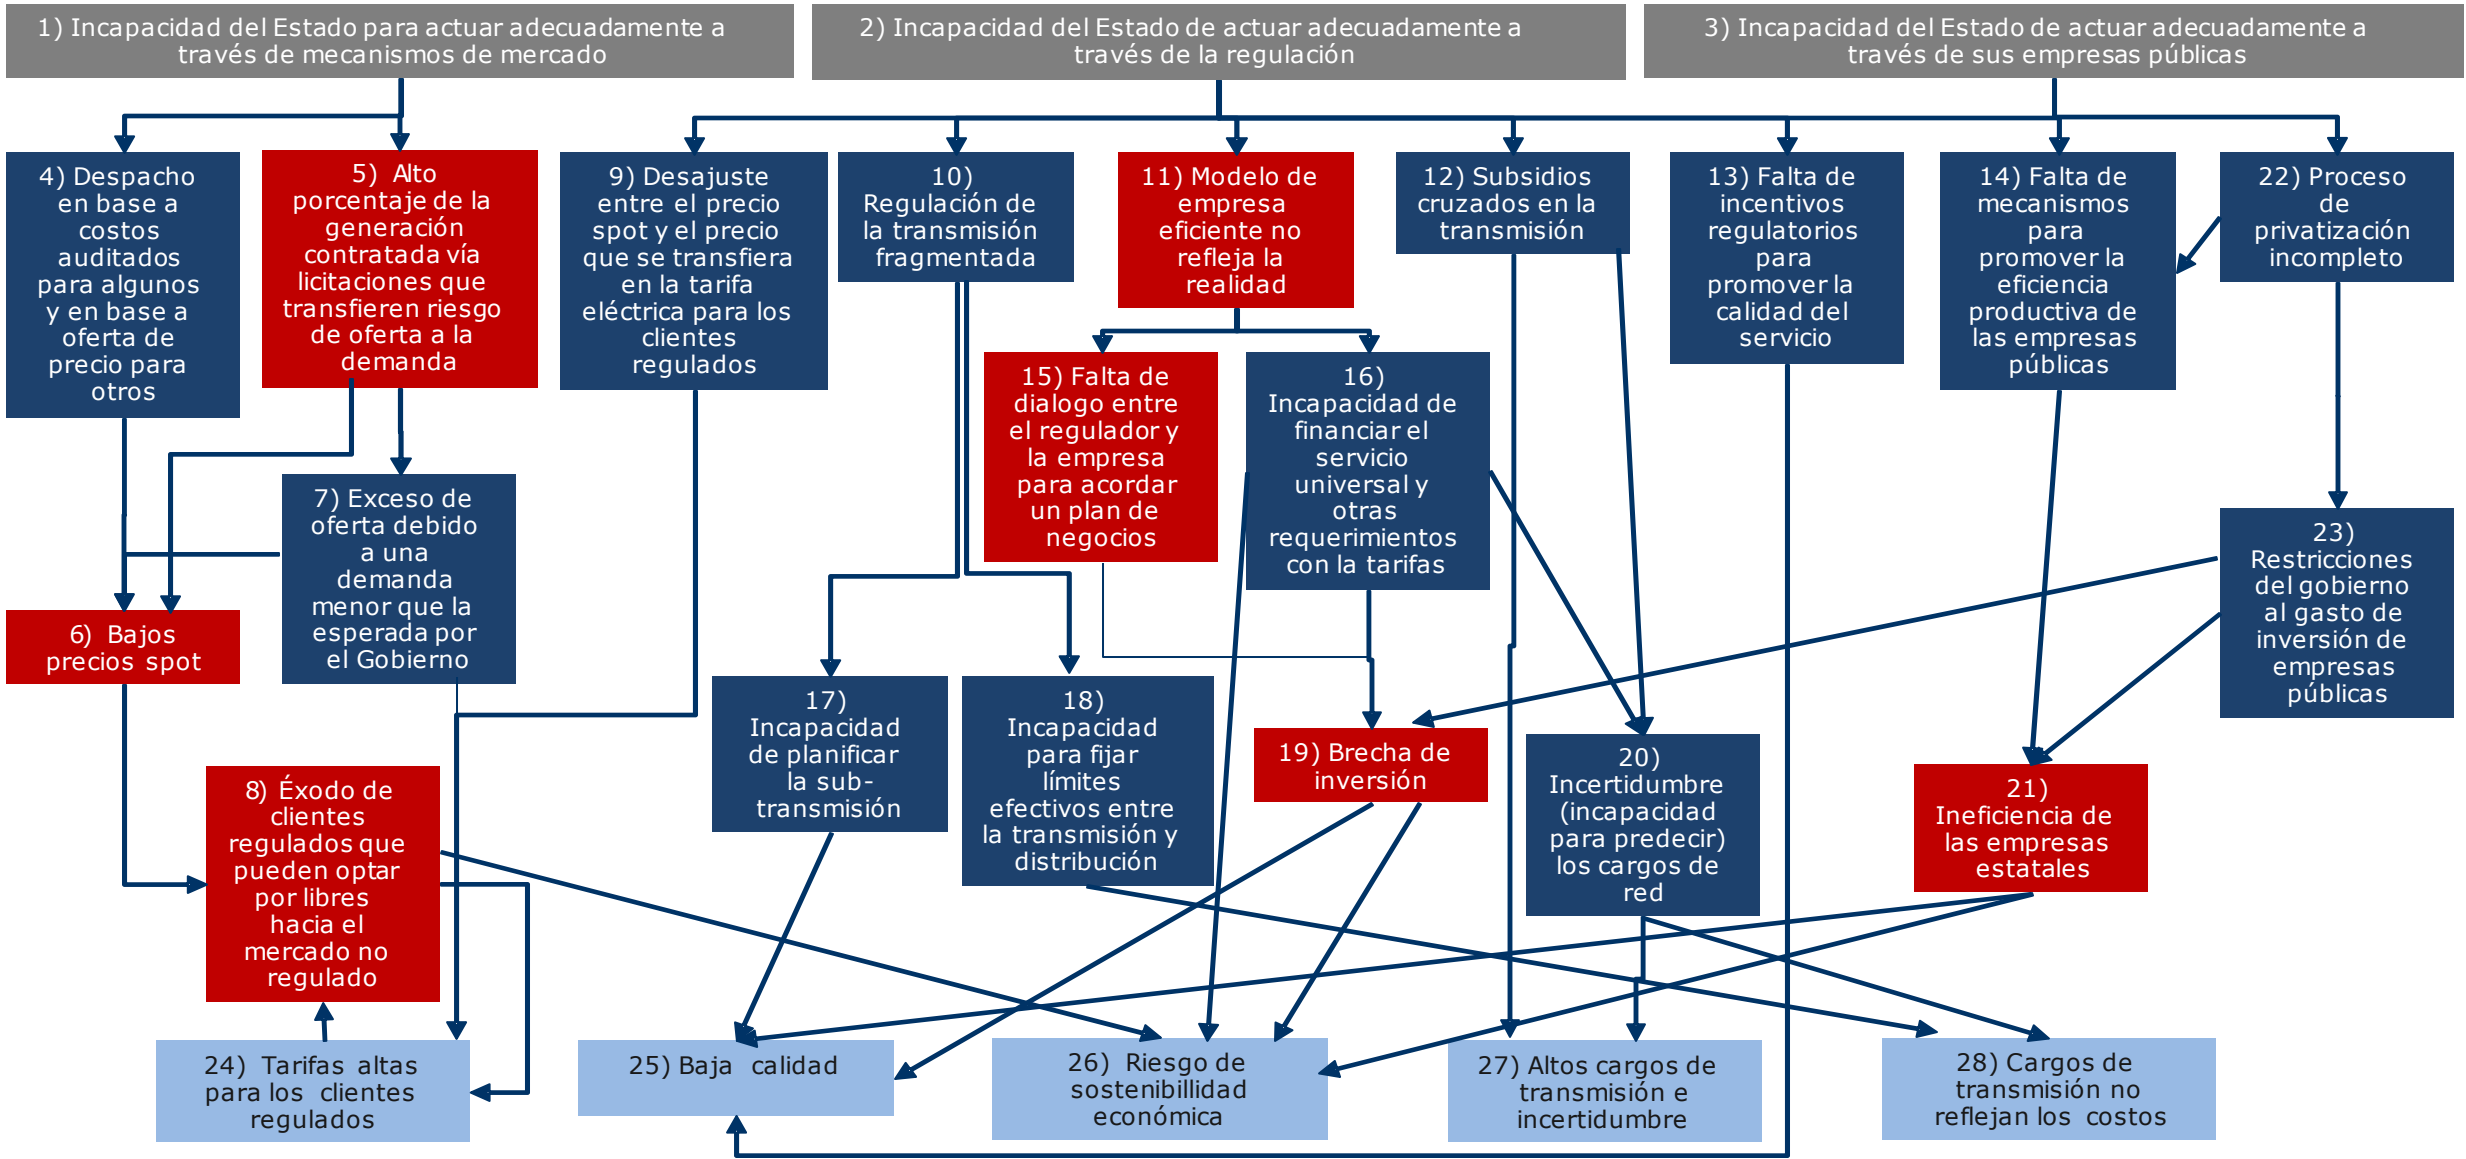 1) Incapacidad del Estado para actuar adecuadamente a
través de mecanismos de mercado
2) Incapacidad del Estado de actuar adecuadamente a
través de la regulación
3) Incapacidad del Estado de actuar adecuadamente a
través de sus empresas públicas
4) Despacho
en base a
costos
auditados
para algunos
y en base a
oferta de
precio para
otros
5) Alto
porcentaje de la
generación
contratada vía
licitaciones que
transfieren riesgo
de oferta a la
demanda
9) Desajuste
entre el precio
spot y el precio
que se transfiera
en la tarifa
eléctrica para los
clientes
regulados
10)
Regulación de
la transmisión
fragmentada
11) Modelo de
empresa
eficiente no
refleja la
realidad
12) Subsidios
cruzados en la
transmisión
13) Falta de
incentivos
regulatorios
para
promover la
calidad del
servicio
14) Falta de
mecanismos
para
promover la
eficiencia
productiva de
las empresas
públicas
22) Proceso
de
privatización
incompleto
15) Falta de
dialogo entre
el regulador y
la empresa
para acordar
un plan de
negocios
16)
Incapacidad de
financiar el
servicio
universal y
otras
requerimientos
con la tarifas
7) Exceso de
oferta debido
a una
demanda
menor que la
esperada por
el Gobierno
23)
Restricciones
del gobierno
al gasto de
inversión de
empresas
públicas
6) Bajos
precios spot
17)
Incapacidad
de planificar
la sub-
transmisión
18)
Incapacidad
para fijar
límites
efectivos entre
la transmisión y
distribución
19) Brecha de
inversión
20)
Incertidumbre
(incapacidad
para predecir)
los cargos de
red
21)
Ineficiencia de
las empresas
estatales
8) Éxodo de
clientes
regulados que
pueden optar
por libres
hacia el
mercado no
regulado
24) Tarifas altas
para los clientes
regulados
25) Baja calidad
26) Riesgo de
sostenibillidad
económica
27) Altos cargos de
transmisión e
incertidumbre
28) Cargos de
transmisión no
reflejan los costos